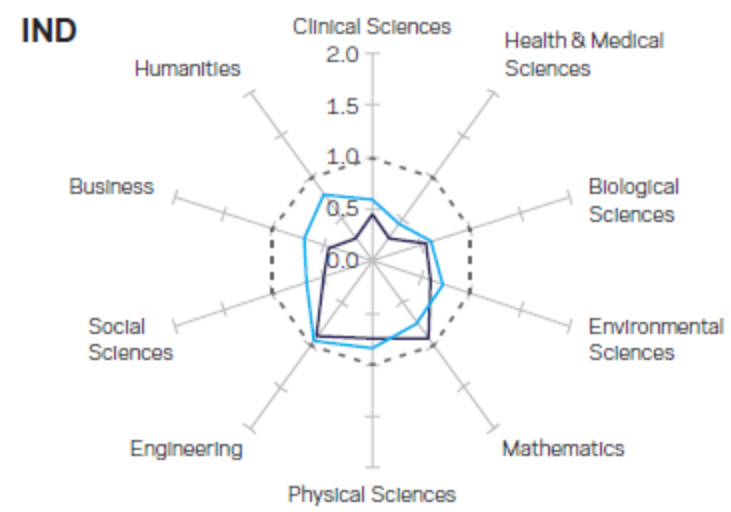 IND
Clinical Sciences
Health & Medical
Sciences
Humanities
2.0
1.5
1.0
0.5
0.0
Business
Biological
Sciences
Social
Sciences
Environmental
Sciences
Engineering
Mathematics
Physical Sciences